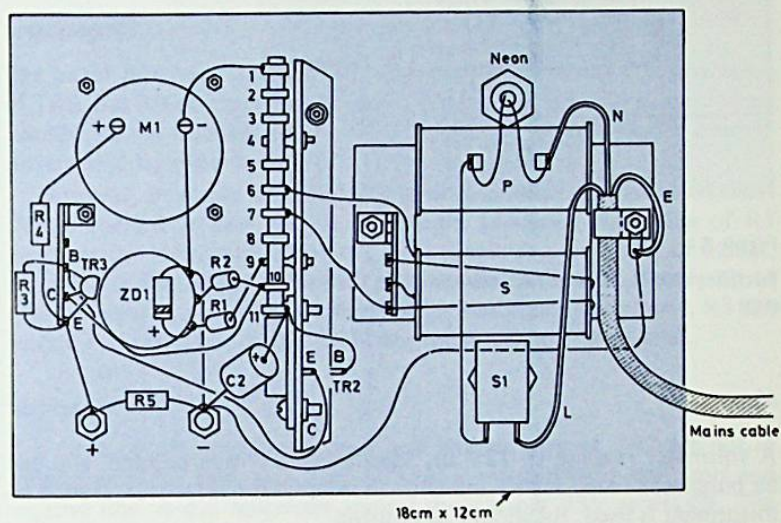 Neon
1
2
3
4
5
6
7
8
9
10
11
+ M1 -
N
P
E
R4
B
TR3
C
R3
E
ZD1
+
R2
R1
S
+
C2
E
B
TR2
C
S1
L
R5
+
-
Mains cable
18cm x 12cm